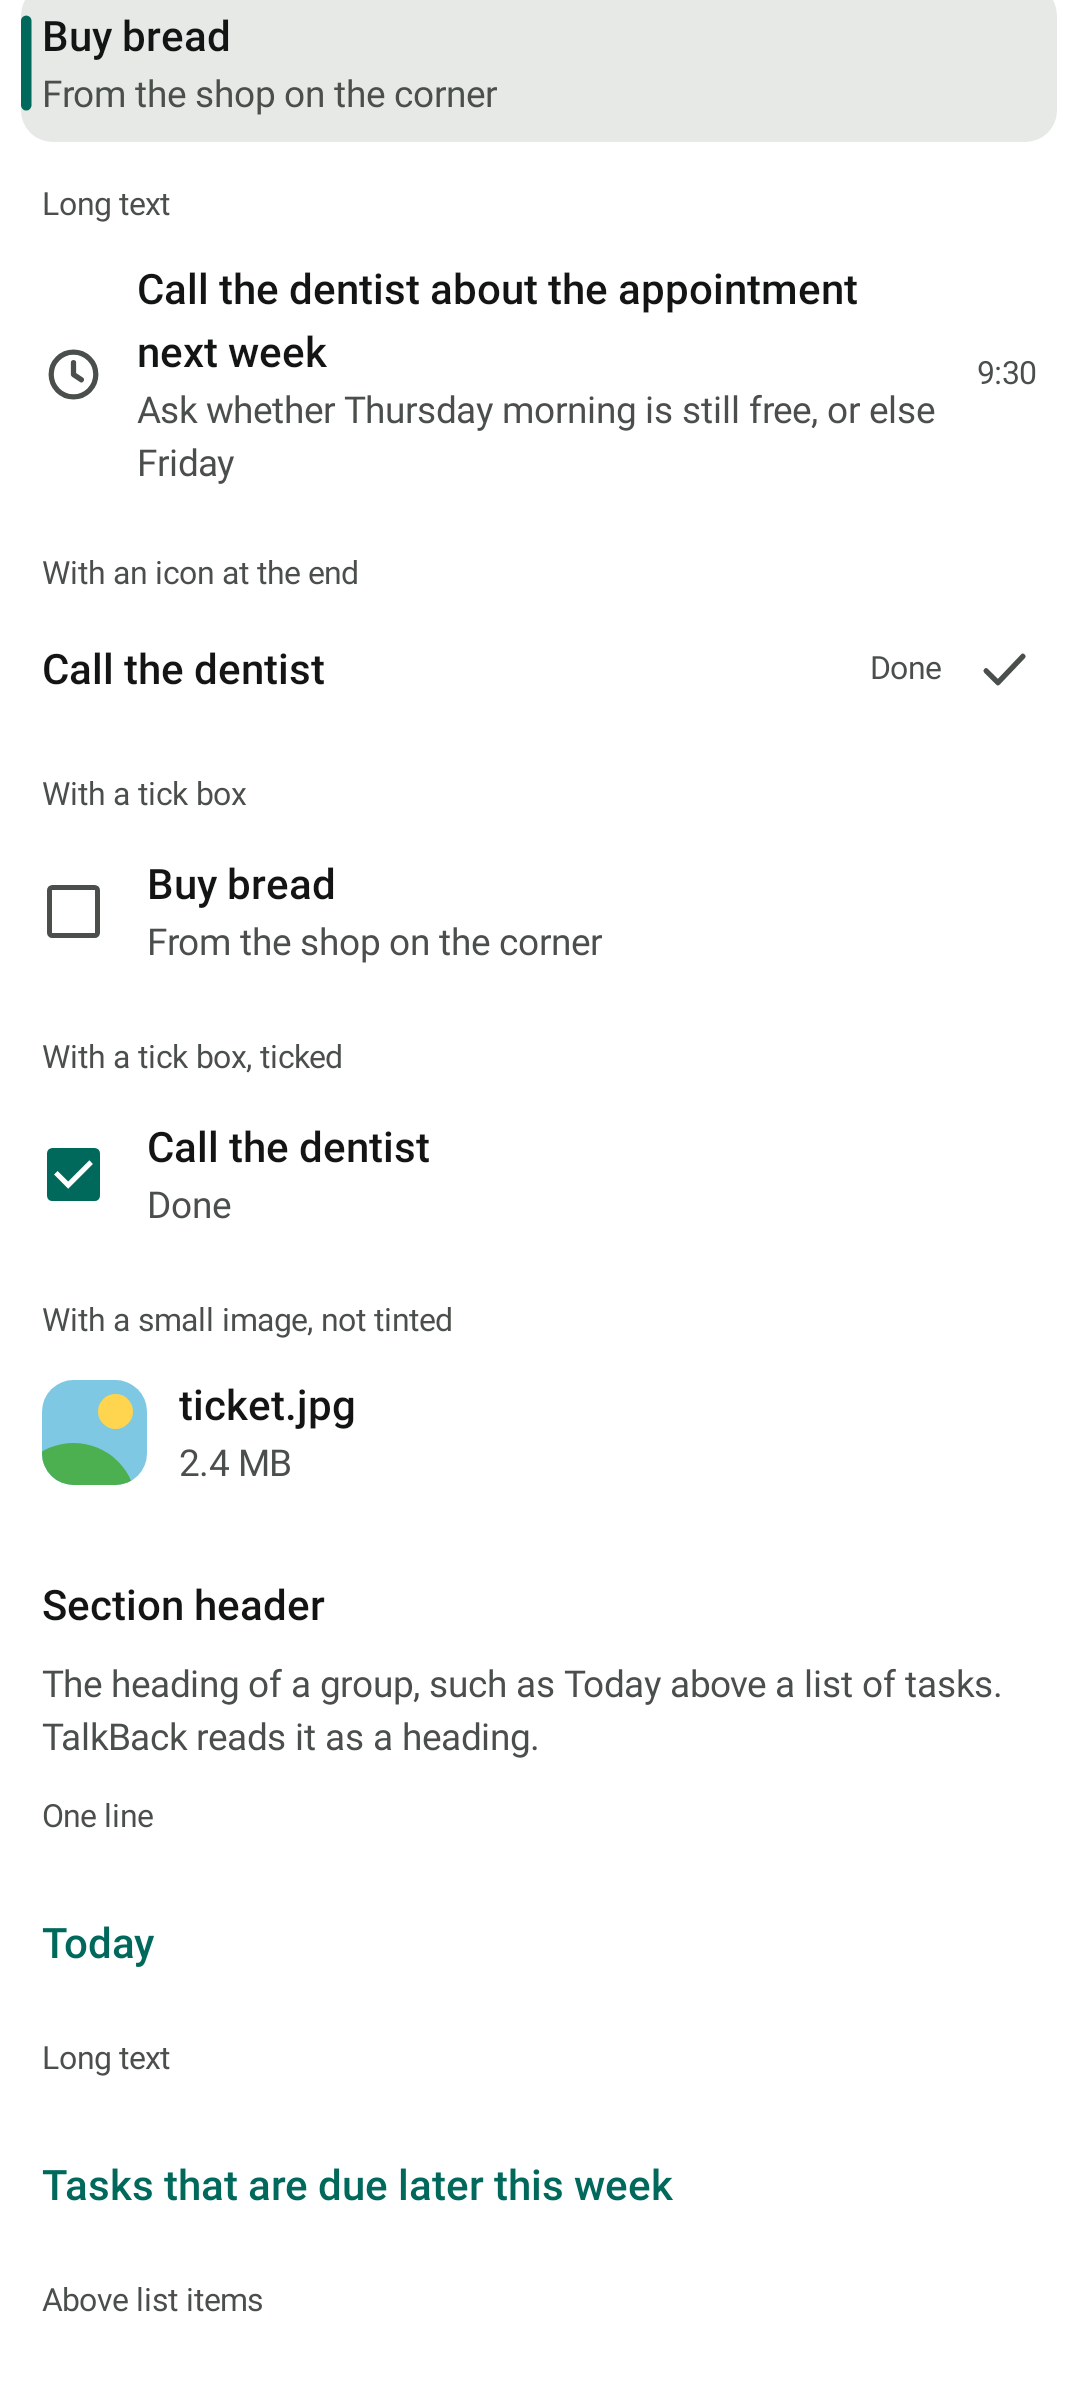 Buy bread
From the shop on the corner
Long text
Call the dentist about the appointment
next week
9:30
Ask whether Thursday morning is still free, or else
Friday
With an icon at the end
Call the dentist
Done
With a tick box
Buy bread
From the shop on the corner
With a tick box, ticked
Call the dentist
Done
With a small image, not tinted
ticket.jpg
2.4 MB
Section header
The heading of a group, such as Today above a list of tasks.
TalkBack reads it as a heading.
One line
Today
Long text
Tasks that are due later this week
Above list items